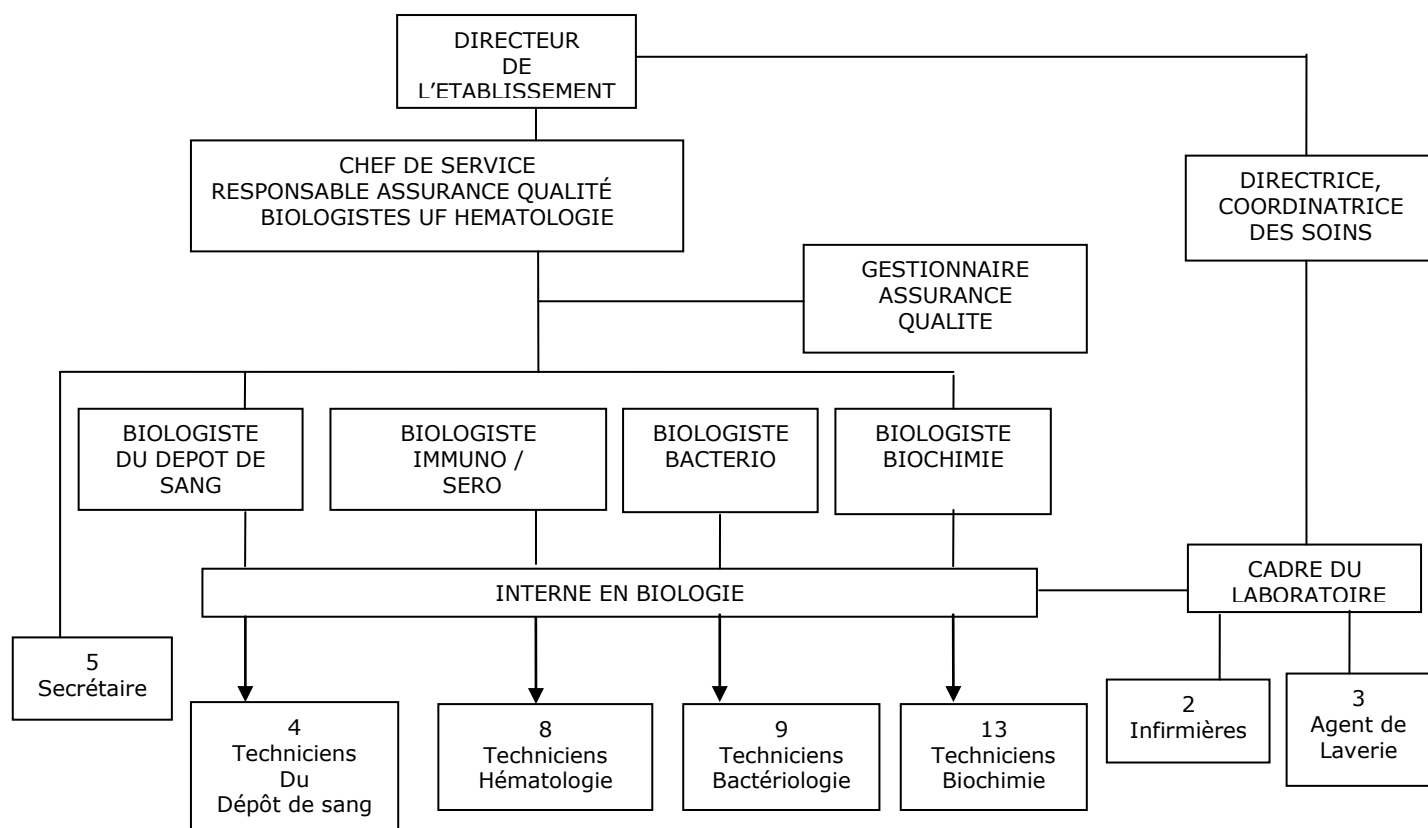 DIRECTEUR
DE
L’ETABLISSEMENT
CHEF DE SERVICE
RESPONSABLE ASSURANCE QUALITÉ
BIOLOGISTES UF HEMATOLOGIE
DIRECTRICE,
COORDINATRICE
DES SOINS
GESTIONNAIRE
ASSURANCE
QUALITE
BIOLOGISTE
DU DEPOT DE
SANG
BIOLOGISTE
IMMUNO /
SERO
BIOLOGISTE
BACTERIO
BIOLOGISTE
BIOCHIMIE
INTERNE EN BIOLOGIE
CADRE DU
LABORATOIRE
5
Secrétaire
4
Techniciens
Du
Dépôt de sang
8
Techniciens
Hématologie
9
Techniciens
Bactériologie
13
Techniciens
Biochimie
2
Infirmières
3
Agent de
Laverie